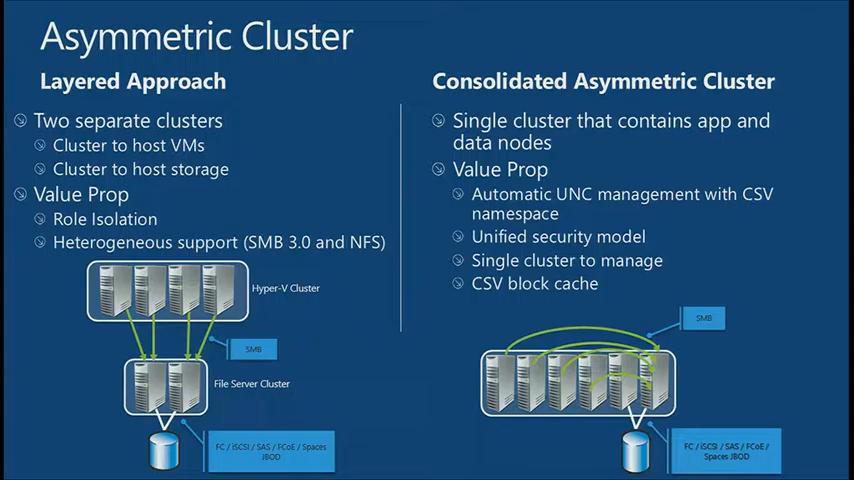 Asymmetric Cluster
Layered Approach
Two separate clusters
Cluster to host VMs
Cluster to host storage
Value Prop
Role Isolation
Heterogeneous support (SMB 3.0 and NFS)
Hyper-V Cluster
SMB
File Server Cluster
FC / iSCSI / SAS / FCoE / Spaces
JBOD
Consolidated Asymmetric Cluster
Single cluster that contains app and
data nodes
Value Prop
Automatic UNC management with CSV
namespace
Unified security model
Single cluster to manage
CSV block cache
SMB
FC / iSCSI / SAS / FCoE /
Spaces JBOD